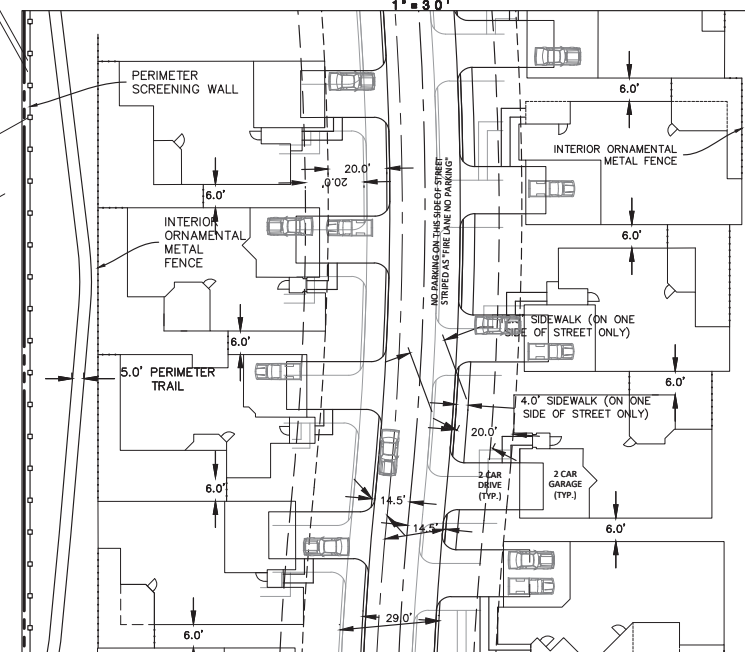 1" = 30'
PERIMETER
SCREENING WALL
6.0'
INTERIOR ORNAMENTAL
METAL FENCE
20.0'
20.0'
NO PARKING ON THIS SIDE OF STREET
STRIPED AS "FIRE LANE NO PARKING"
6.0'
INTERIOR
ORNAMENTAL
METAL
FENCE
6.0'
SIDEWALK (ON ONE
SIDE OF STREET ONLY)
6.0'
5.0' PERIMETER
TRAIL
6.0'
4.0' SIDEWALK (ON ONE
SIDE OF STREET ONLY)
20.0'
2 CAR
DRIVE
(TYP.)
2 CAR
GARAGE
(TYP.)
6.0'
14.5'
14.5'
6.0'
29.0'
6.0'